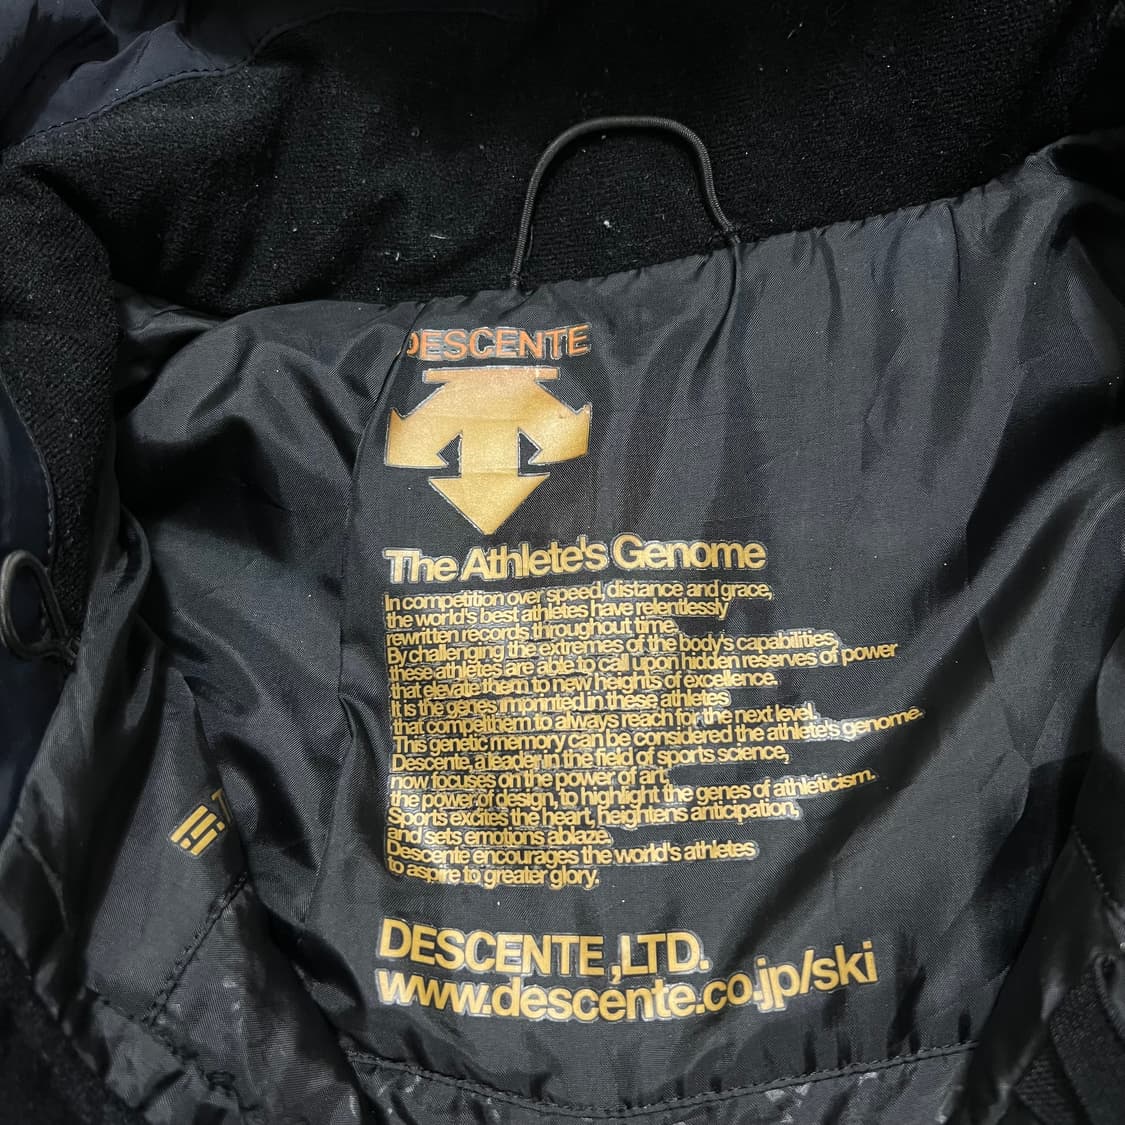 DESCENTE
The Athlete's Genome
In competition over speed, distance and grace,
the world's best athletes have relentlessly
rewritten records throughout time.
By challenging the extremes of the body's capabilities,
these athletes are able to call upon hidden reserves of power
that elevate them to new heights of excellence.
It is the genes imprinted in these athletes
that compel them to always reach for the next level.
This genetic memory can be considered the athlete's genome.
Descente, a leader in the field of sports science,
now focuses on the power of art,
the power of design, to highlight the genes of athleticism.
Sports excites the heart, heightens anticipation,
and sets emotions ablaze.
Descente encourages the world's athletes
to aspire to greater glory.
DESCENTE,LTD.
www.descente.co.jp/ski